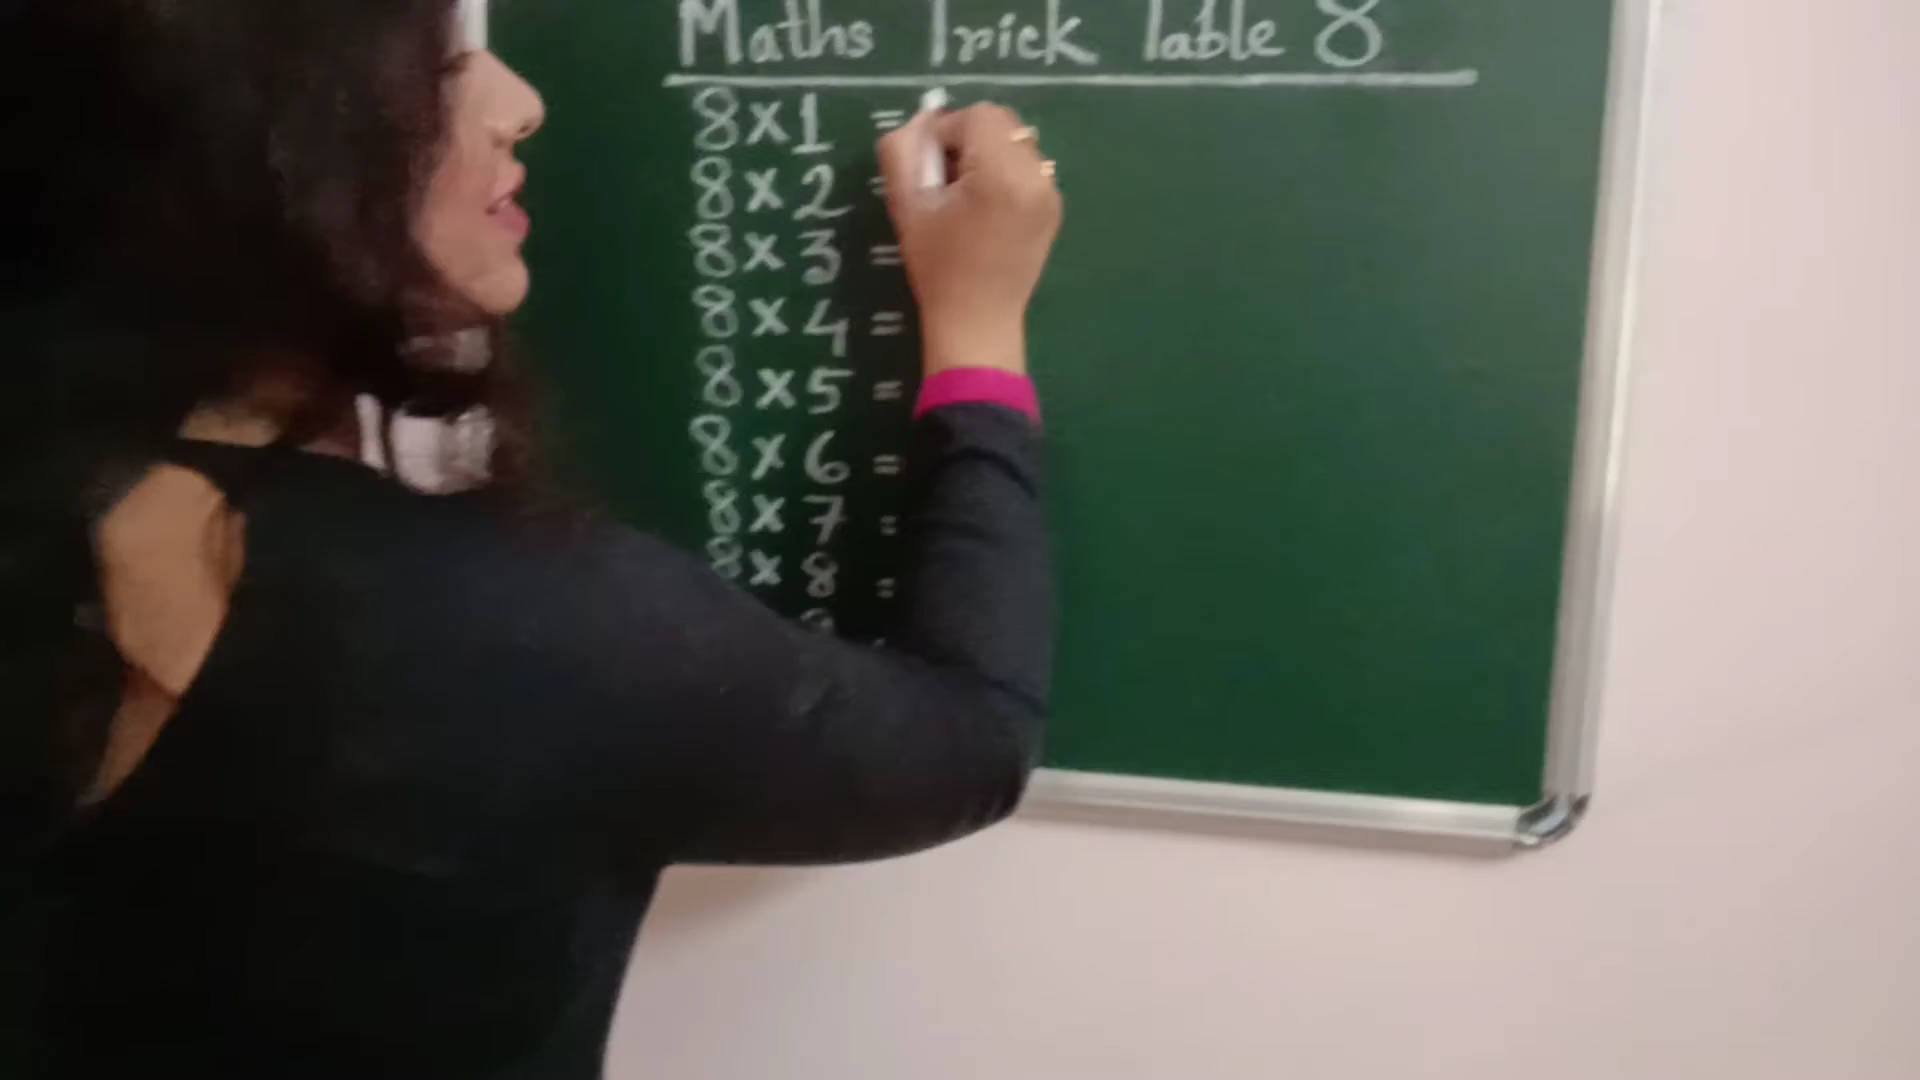 Maths Trick Table 8
8 x 1 =
8 x 2 =
8 x 3 =
8 x 4 =
8 x 5 =
8 x 6 =
8 x 7 =
8 x 8 =